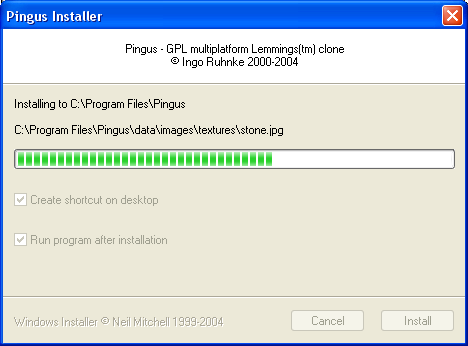 Pingus Installer
Pingus - GPL multiplatform Lemmings(tm) clone
© Ingo Ruhnke 2000-2004
Installing to C:\Program Files\Pingus
C:\Program Files\Pingus\data\images\textures\stone.jpg
Create shortcut on desktop
Run program after installation
Windows Installer © Neil Mitchell 1999-2004
Cancel
Install